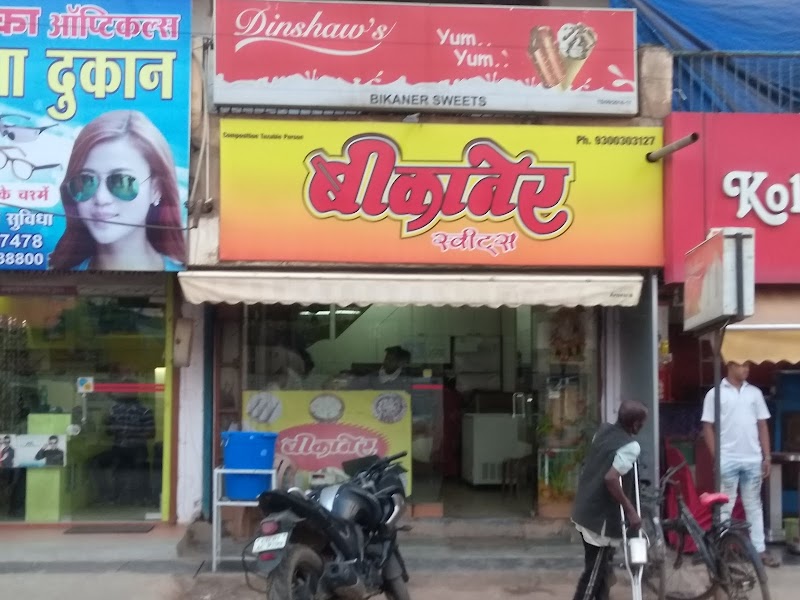 का ऑप्टिकल्स
दुकान
के चश्में
सुविधा
7478
38800
Dinshaw's
Yum..
Yum..
BIKANER SWEETS
Composition Taxable Person
Ph. 9300303127
बीकानेर
स्वीट्स
बीकानेर
Kol